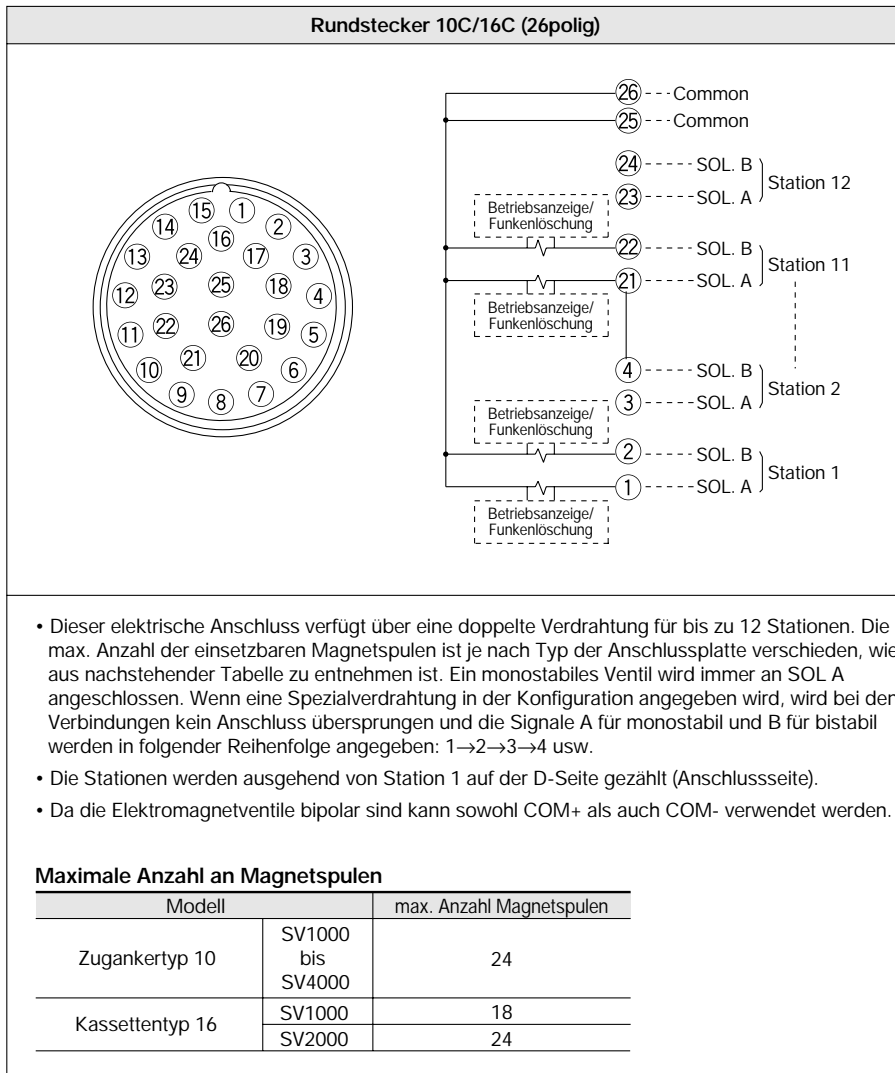 Rundstecker 10C/16C (26polig)
15
1
14
2
16
13
24
17
3
12
23
25
18
4
11
22
26
19
5
10
21
20
6
9
8
7
26 Common
25 Common
24 SOL. B
23 SOL. A
Station 12
Betriebsanzeige/
Funkenlöschung
22 SOL. B
21 SOL. A
Station 11
Betriebsanzeige/
Funkenlöschung
4 SOL. B
3 SOL. A
Station 2
Betriebsanzeige/
Funkenlöschung
2 SOL. B
1 SOL. A
Station 1
Betriebsanzeige/
Funkenlöschung
• Dieser elektrische Anschluss verfügt über eine doppelte Verdrahtung für bis zu 12 Stationen. Die
max. Anzahl der einsetzbaren Magnetspulen ist je nach Typ der Anschlussplatte verschieden, wie
aus nachstehender Tabelle zu entnehmen ist. Ein monostabiles Ventil wird immer an SOL A
angeschlossen. Wenn eine Spezialverdrahtung in der Konfiguration angegeben wird, wird bei den
Verbindungen kein Anschluss übersprungen und die Signale A für monostabil und B für bistabil
werden in folgender Reihenfolge angegeben: 1→2→3→4 usw.
• Die Stationen werden ausgehend von Station 1 auf der D-Seite gezählt (Anschlussseite).
• Da die Elektromagnetventile bipolar sind kann sowohl COM+ als auch COM- verwendet werden.
Maximale Anzahl an Magnetspulen
Modell max. Anzahl Magnetspulen
Zugankertyp 10 SV1000 bis SV4000 24
Kassettentyp 16 SV1000 18
SV2000 24